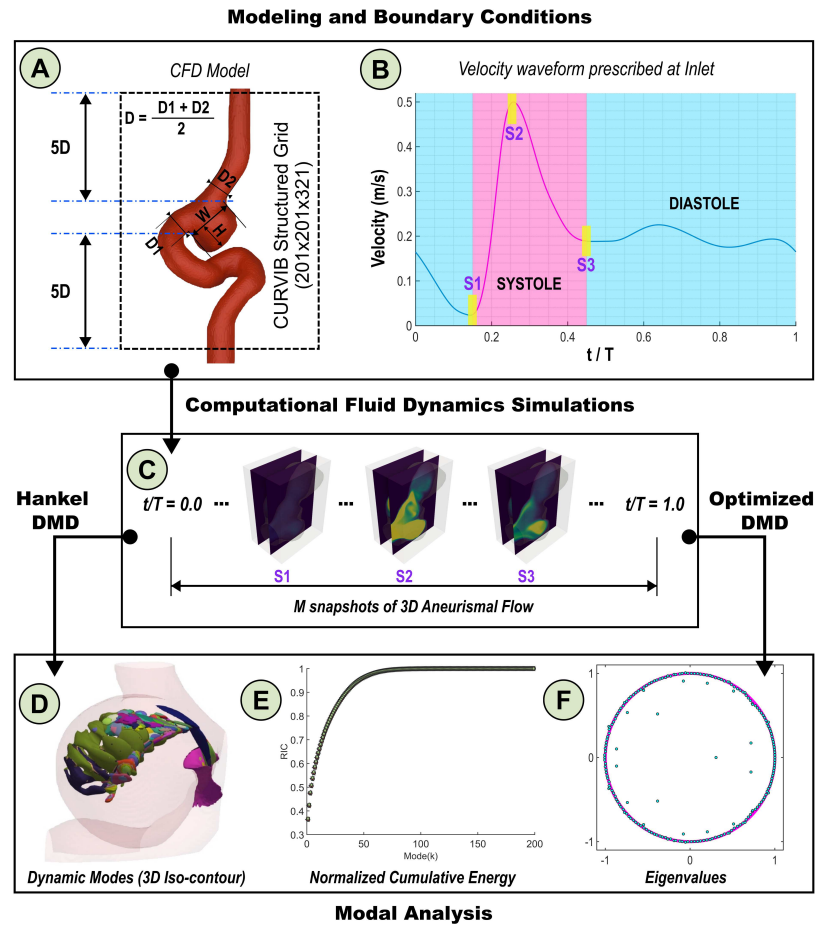 Modeling and Boundary Conditions
A
CFD Model
D = D1 + D2
2
5D
5D
D2
W
H
D1
CURVIB Structured Grid
(201x201x321)
B
Velocity waveform prescribed at Inlet
Velocity (m/s)
0.5
0.4
0.3
0.2
0.1
0
S2
DIASTOLE
S3
S1
SYSTOLE
0 0.2 0.4 0.6 0.8 1
t / T
Computational Fluid Dynamics Simulations
C
Hankel
DMD
Optimized
DMD
t/T = 0.0 ... ... ... ... t/T = 1.0
S1 S2 S3
M snapshots of 3D Aneurismal Flow
D
Dynamic Modes (3D Iso-contour)
E
RIC
1
0.9
0.8
0.7
0.6
0.5
0.4
0.3
0 50 100 150 200
Mode(k)
Normalized Cumulative Energy
F
1
0
-1
-1 0 1
Eigenvalues
Modal Analysis